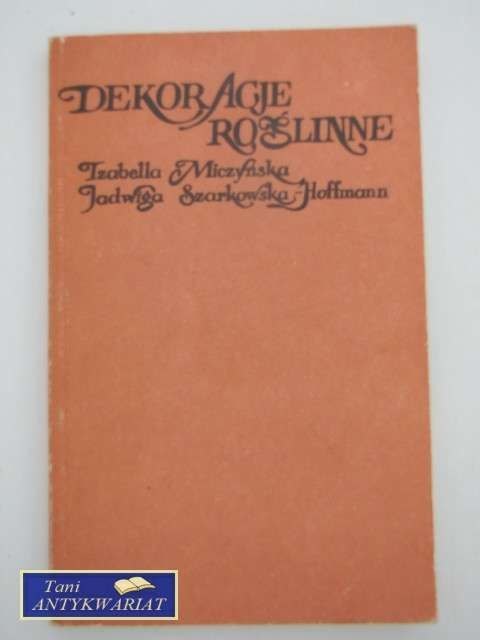 DEKORACJE
ROŚLINNE
Izabella Miczyńska
Jadwiga Szarkowska-Hoffmann
Tani
ANTYKWARIAT